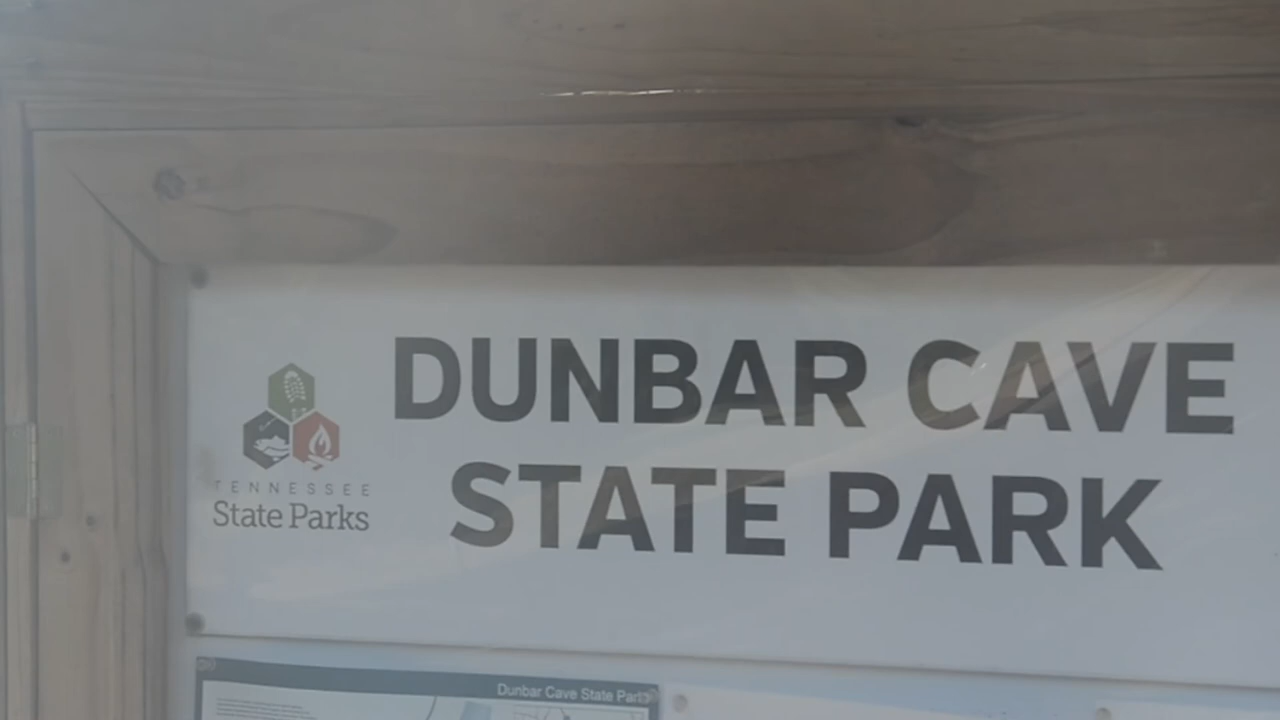 DUNBAR CAVE
STATE PARK
TENNESSEE
State Parks
Dunbar Cave State Park